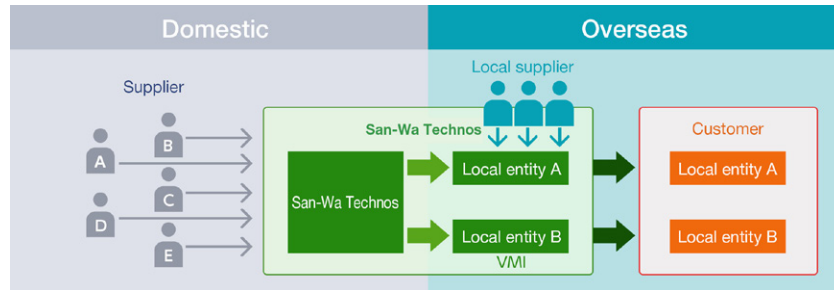 Domestic
Overseas
Supplier
Local supplier
A
B
C
D
E
San-Wa Technos
San-Wa Technos
Local entity A
Local entity B
VMI
Customer
Local entity A
Local entity B